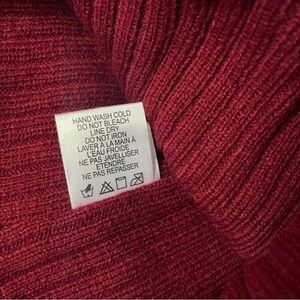 HAND WASH COLD
DO NOT BLEACH
LINE DRY
DO NOT IRON
LAVER À LA MAIN À
L'EAU FROIDE
NE PAS JAVELLISER
ETENDRE
NE PAS REPASSER